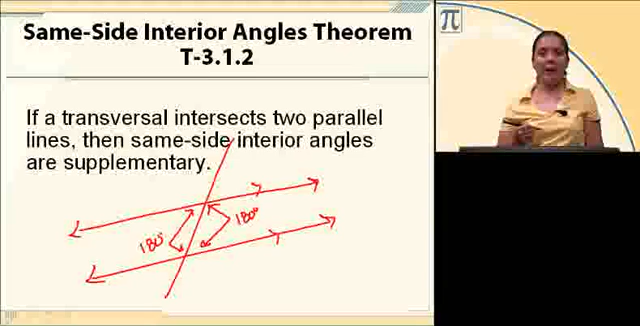 Same-Side Interior Angles Theorem
T-3.1.2
If a transversal intersects two parallel
lines, then same-side interior angles
are supplementary.
180°
180°
π